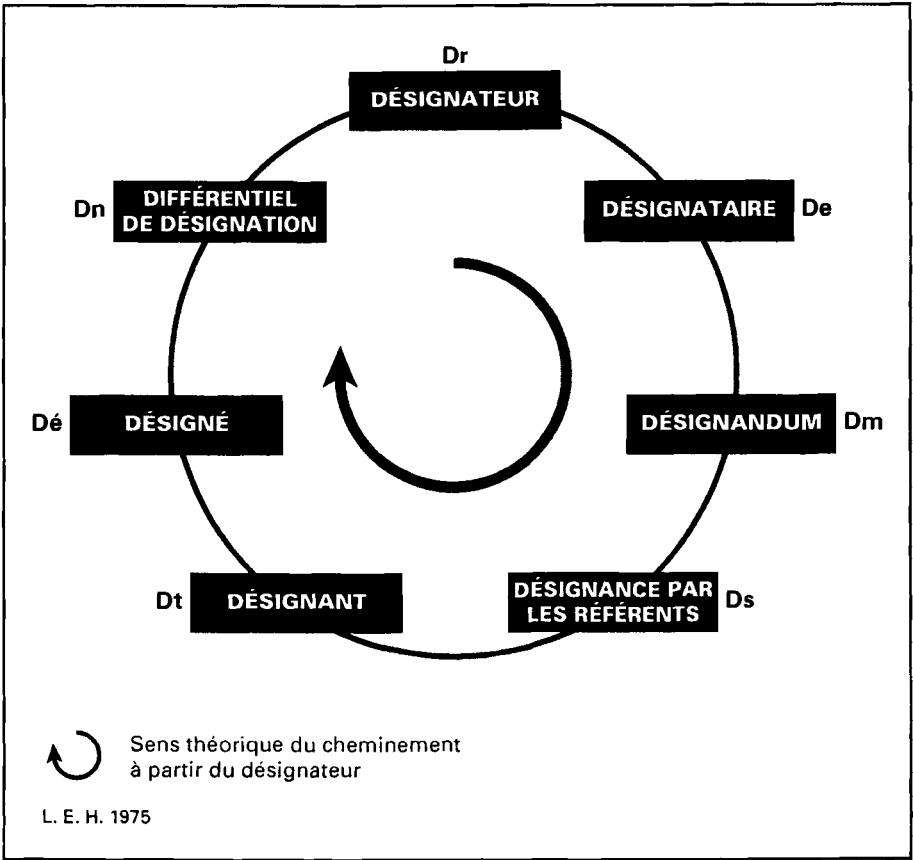 Dr
DÉSIGNATEUR
Dn
DIFFÉRENTIEL
DE DÉSIGNATION
DÉSIGNATAIRE
De
Dé
DÉSIGNÉ
DÉSIGNANDUM
Dm
Dt
DÉSIGNANT
DÉSIGNANCE PAR
LES RÉFÉRENTS
Ds
Sens théorique du cheminement
à partir du désignateur
L. E. H. 1975